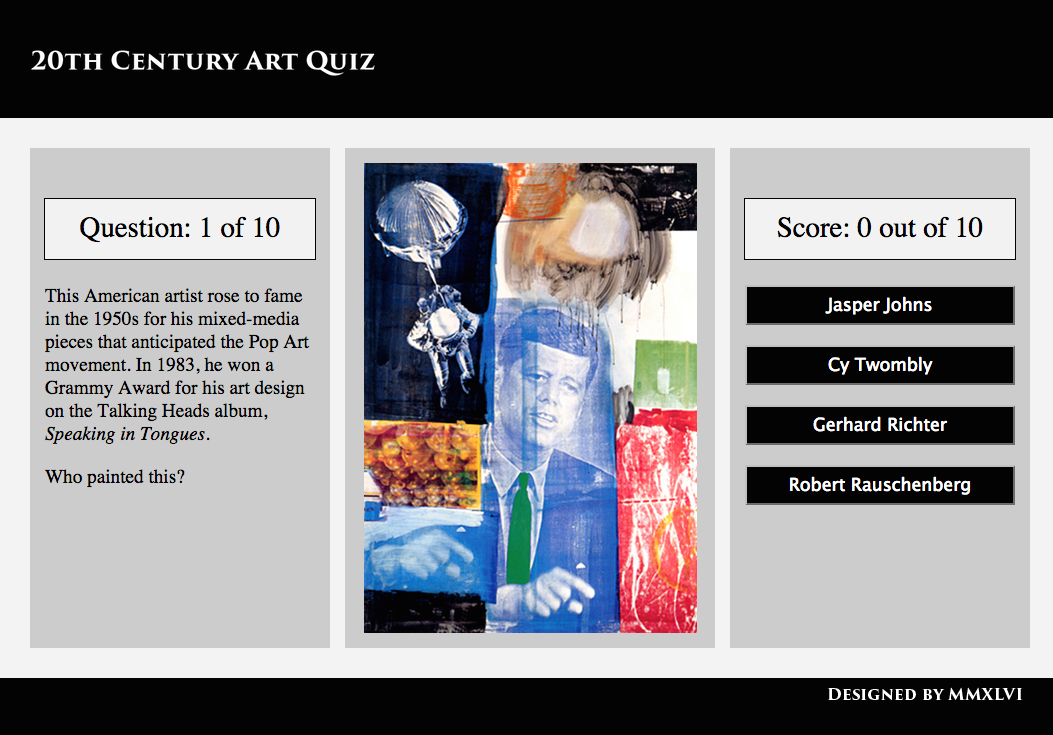 20th Century Art Quiz
Question: 1 of 10
This American artist rose to fame
in the 1950s for his mixed-media
pieces that anticipated the Pop Art
movement. In 1983, he won a
Grammy Award for his art design
on the Talking Heads album,
Speaking in Tongues.
Who painted this?
Score: 0 out of 10
Jasper Johns
Cy Twombly
Gerhard Richter
Robert Rauschenberg
Designed by MMXLVI